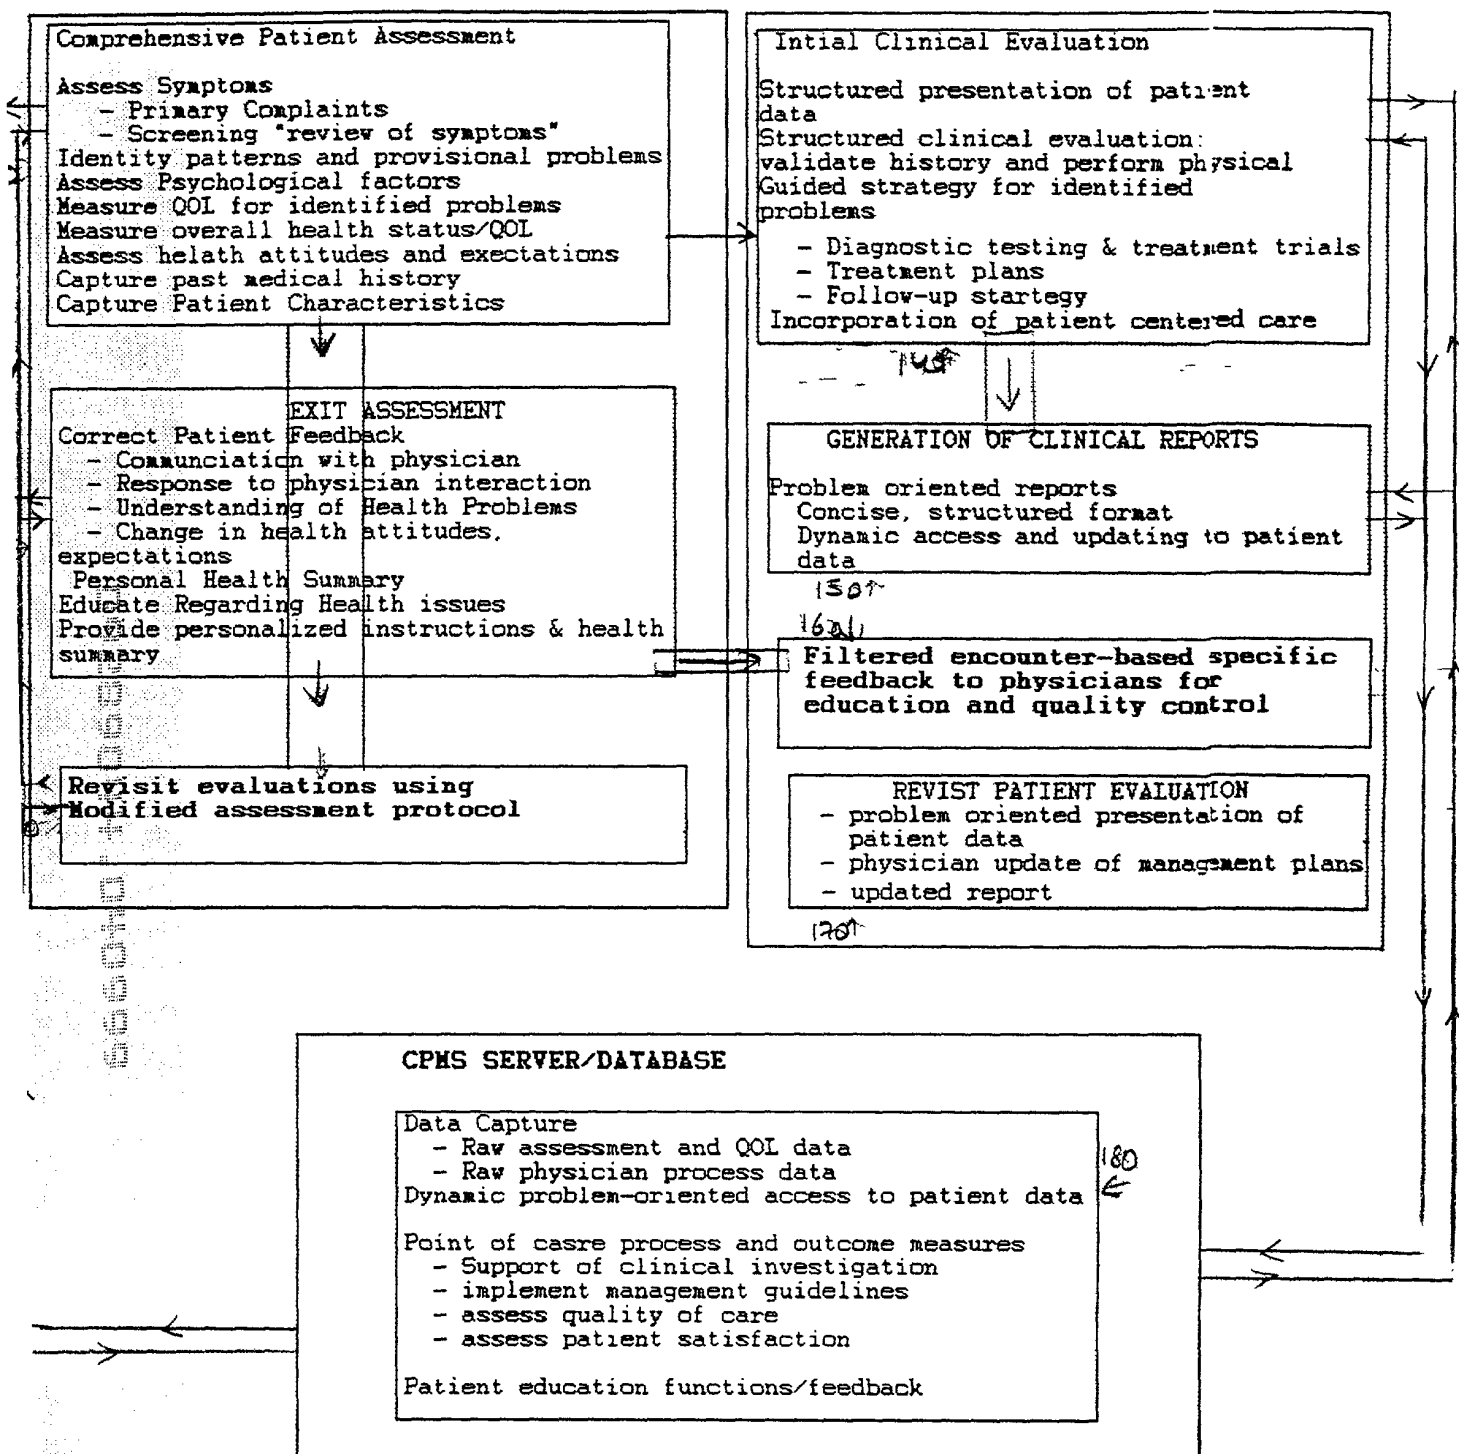 Comprehensive Patient Assessment
Assess Symptoms
- Primary Complaints
- Screening "review of symptoms"
Identity patterns and provisional problems
Assess Psychological factors
Measure QOL for identified problems
Measure overall health status/QOL
Assess helath attitudes and exectations
Capture past medical history
Capture Patient Characteristics
EXIT ASSESSMENT
Correct Patient Feedback
- Communciation with physician
- Response to physician interaction
- Understanding of Health Problems
- Change in health attitudes,
expectations
Personal Health Summary
Educate Regarding Health issues
Provide personalized instructions & health
summary
Revisit evaluations using
Modified assessment protocol
Intial Clinical Evaluation
Structured presentation of patient
data
Structured clinical evaluation:
validate history and perform physical
Guided strategy for identified
problems
- Diagnostic testing & treatment trials
- Treatment plans
- Follow-up startegy
Incorporation of patient centered care
GENERATION OF CLINICAL REPORTS
Problem oriented reports
Concise, structured format
Dynamic access and updating to patient
data
150
Filtered encounter-based specific
feedback to physicians for
education and quality control
REVIST PATIENT EVALUATION
- problem oriented presentation of
patient data
- physician update of management plans
- updated report
170
CPMS SERVER/DATABASE
Data Capture
- Raw assessment and QOL data
- Raw physician process data
Dynamic problem-oriented access to patient data
180
Point of casre process and outcome measures
- Support of clinical investigation
- implement management guidelines
- assess quality of care
- assess patient satisfaction
Patient education functions/feedback